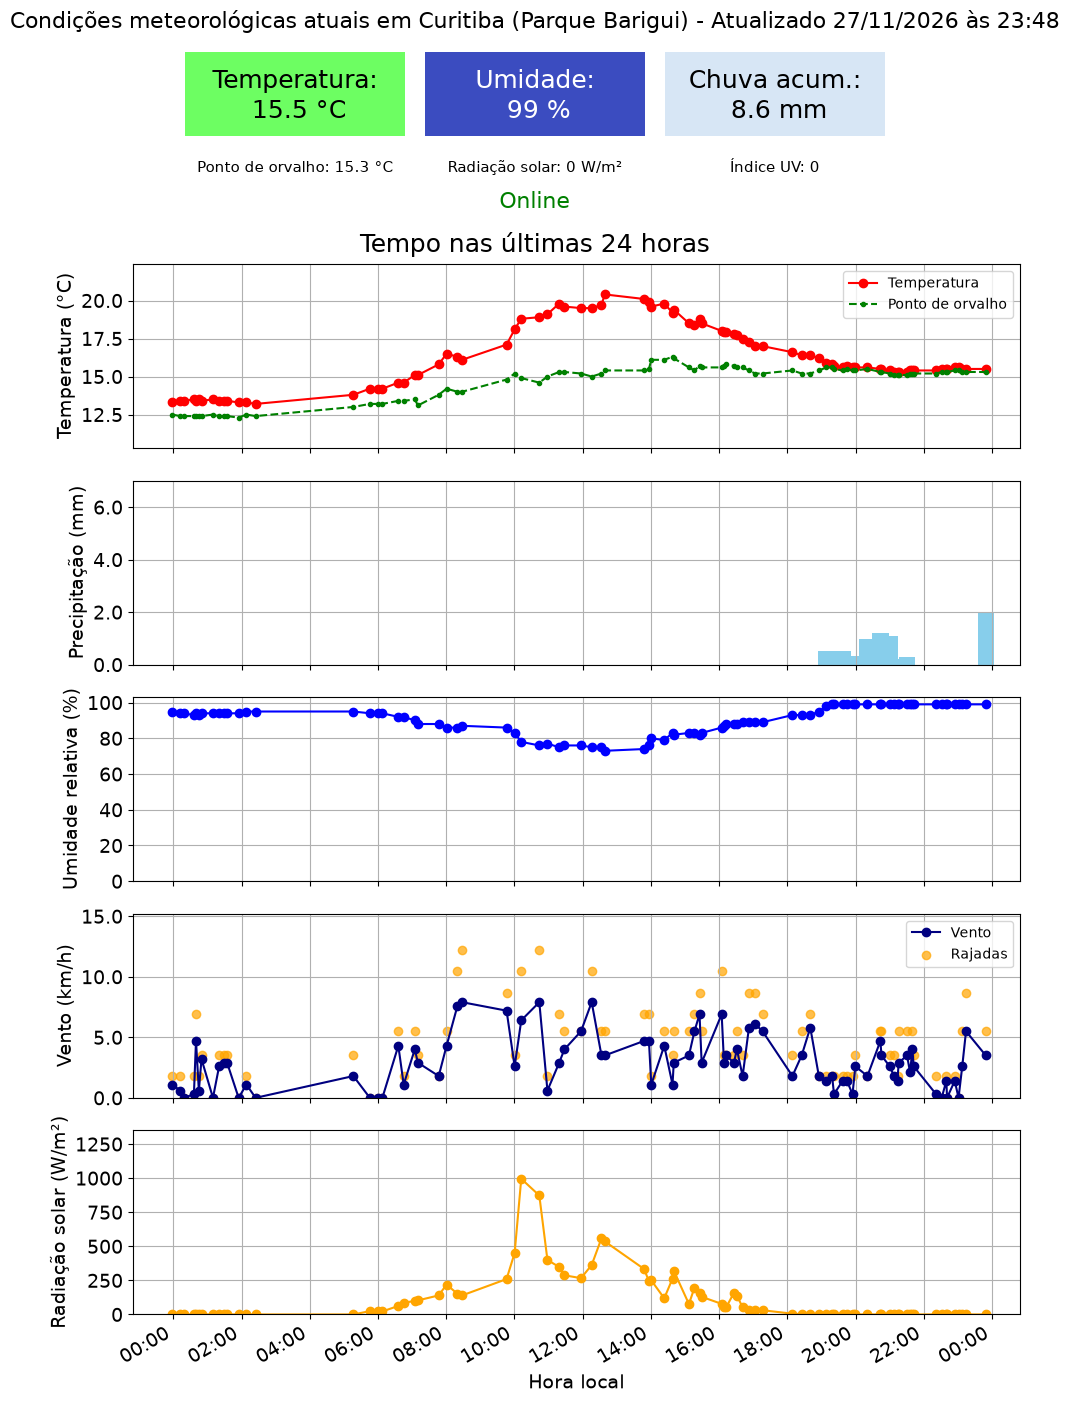 Condições meteorológicas atuais em Curitiba (Parque Barigui) - Atualizado 27/11/2026 às 23:48
Temperatura:
15.5 °C
Umidade:
99 %
Chuva acum.:
8.6 mm
Ponto de orvalho: 15.3 °C
Radiação solar: 0 W/m²
Índice UV: 0
Online
Tempo nas últimas 24 horas
Temperatura (°C)
20.0
17.5
15.0
12.5
Temperatura
Ponto de orvalho
Precipitação (mm)
6.0
4.0
2.0
0.0
Umidade relativa (%)
100
80
60
40
20
0
Vento (km/h)
15.0
10.0
5.0
0.0
Vento
Rajadas
Radiação solar (W/m²)
1250
1000
750
500
250
0
00:00
02:00
04:00
06:00
08:00
10:00
12:00
14:00
16:00
18:00
20:00
22:00
00:00
Hora local